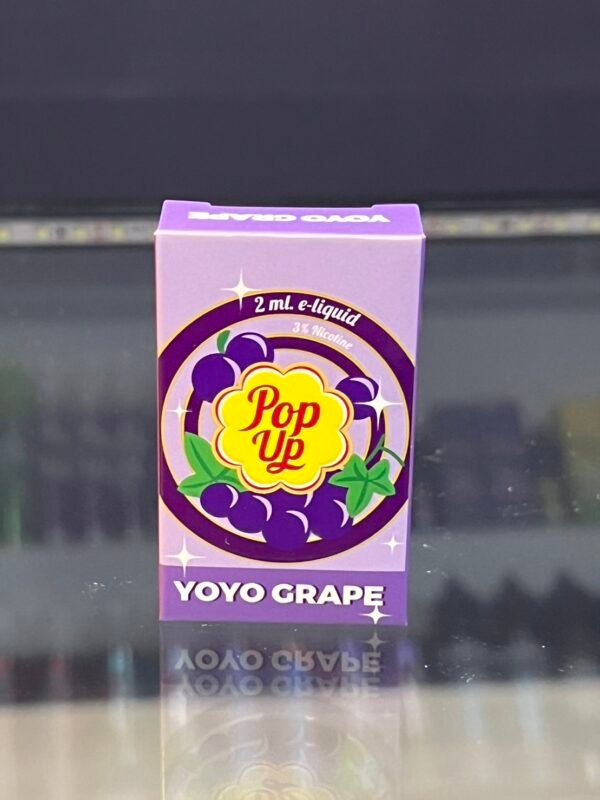 YOYO GRAPE
2 ml. e-liquid
3% Nicotine
Pop
Up
YOYO GRAPE